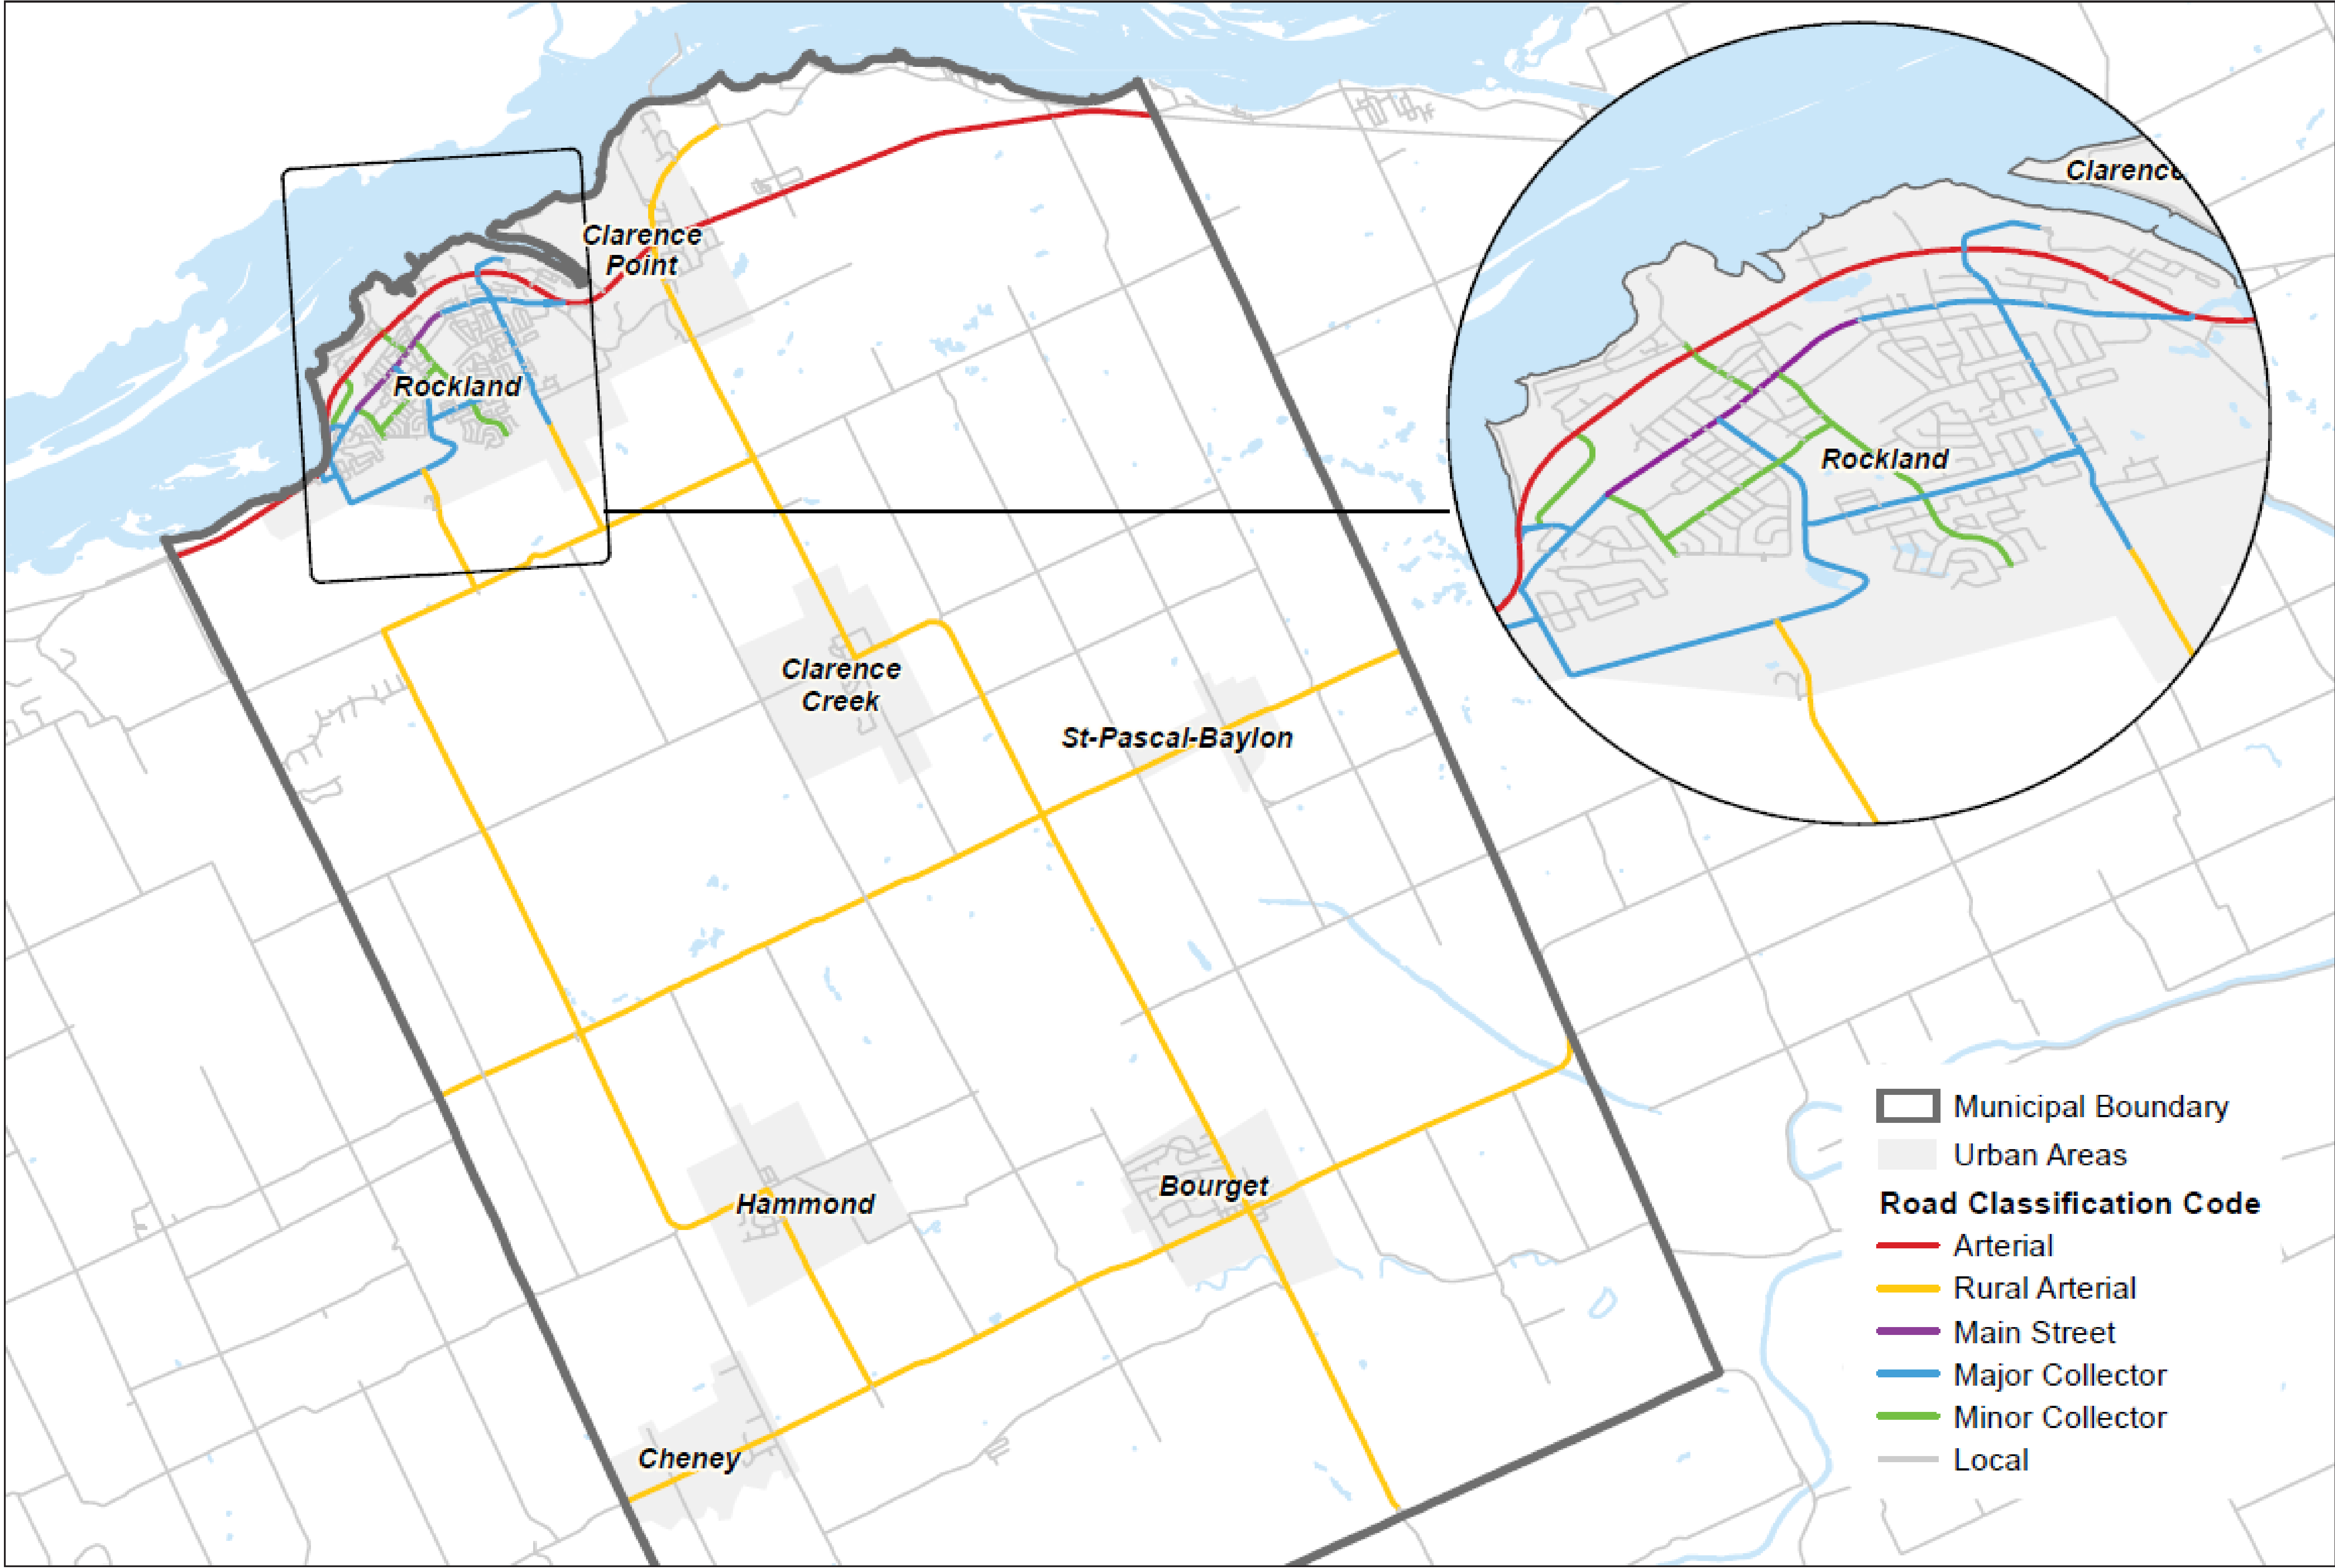 Clarence
Clarence
Point
Rockland
Rockland
Clarence
Creek
St-Pascal-Baylon
Hammond
Bourget
Cheney
Municipal Boundary
Urban Areas
Road Classification Code
Arterial
Rural Arterial
Main Street
Major Collector
Minor Collector
Local